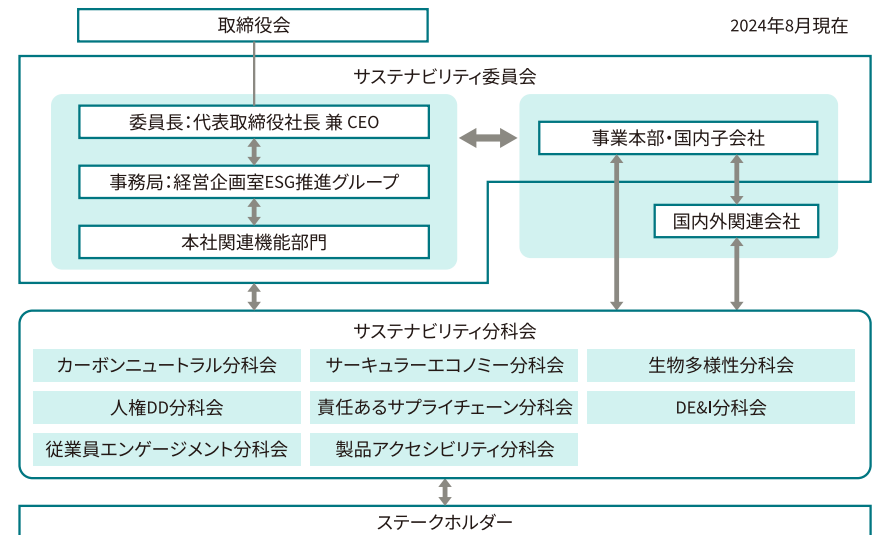 取締役会
2024年8月現在
サステナビリティ委員会
委員長：代表取締役社長 兼 CEO
事業本部・国内子会社
事務局：経営企画室ESG推進グループ
国内外関連会社
本社関連機能部門
サステナビリティ分科会
カーボンニュートラル分科会
サーキュラーエコノミー分科会
生物多様性分科会
人権DD分科会
責任あるサプライチェーン分科会
DE&I分科会
従業員エンゲージメント分科会
製品アクセシビリティ分科会
ステークホルダー